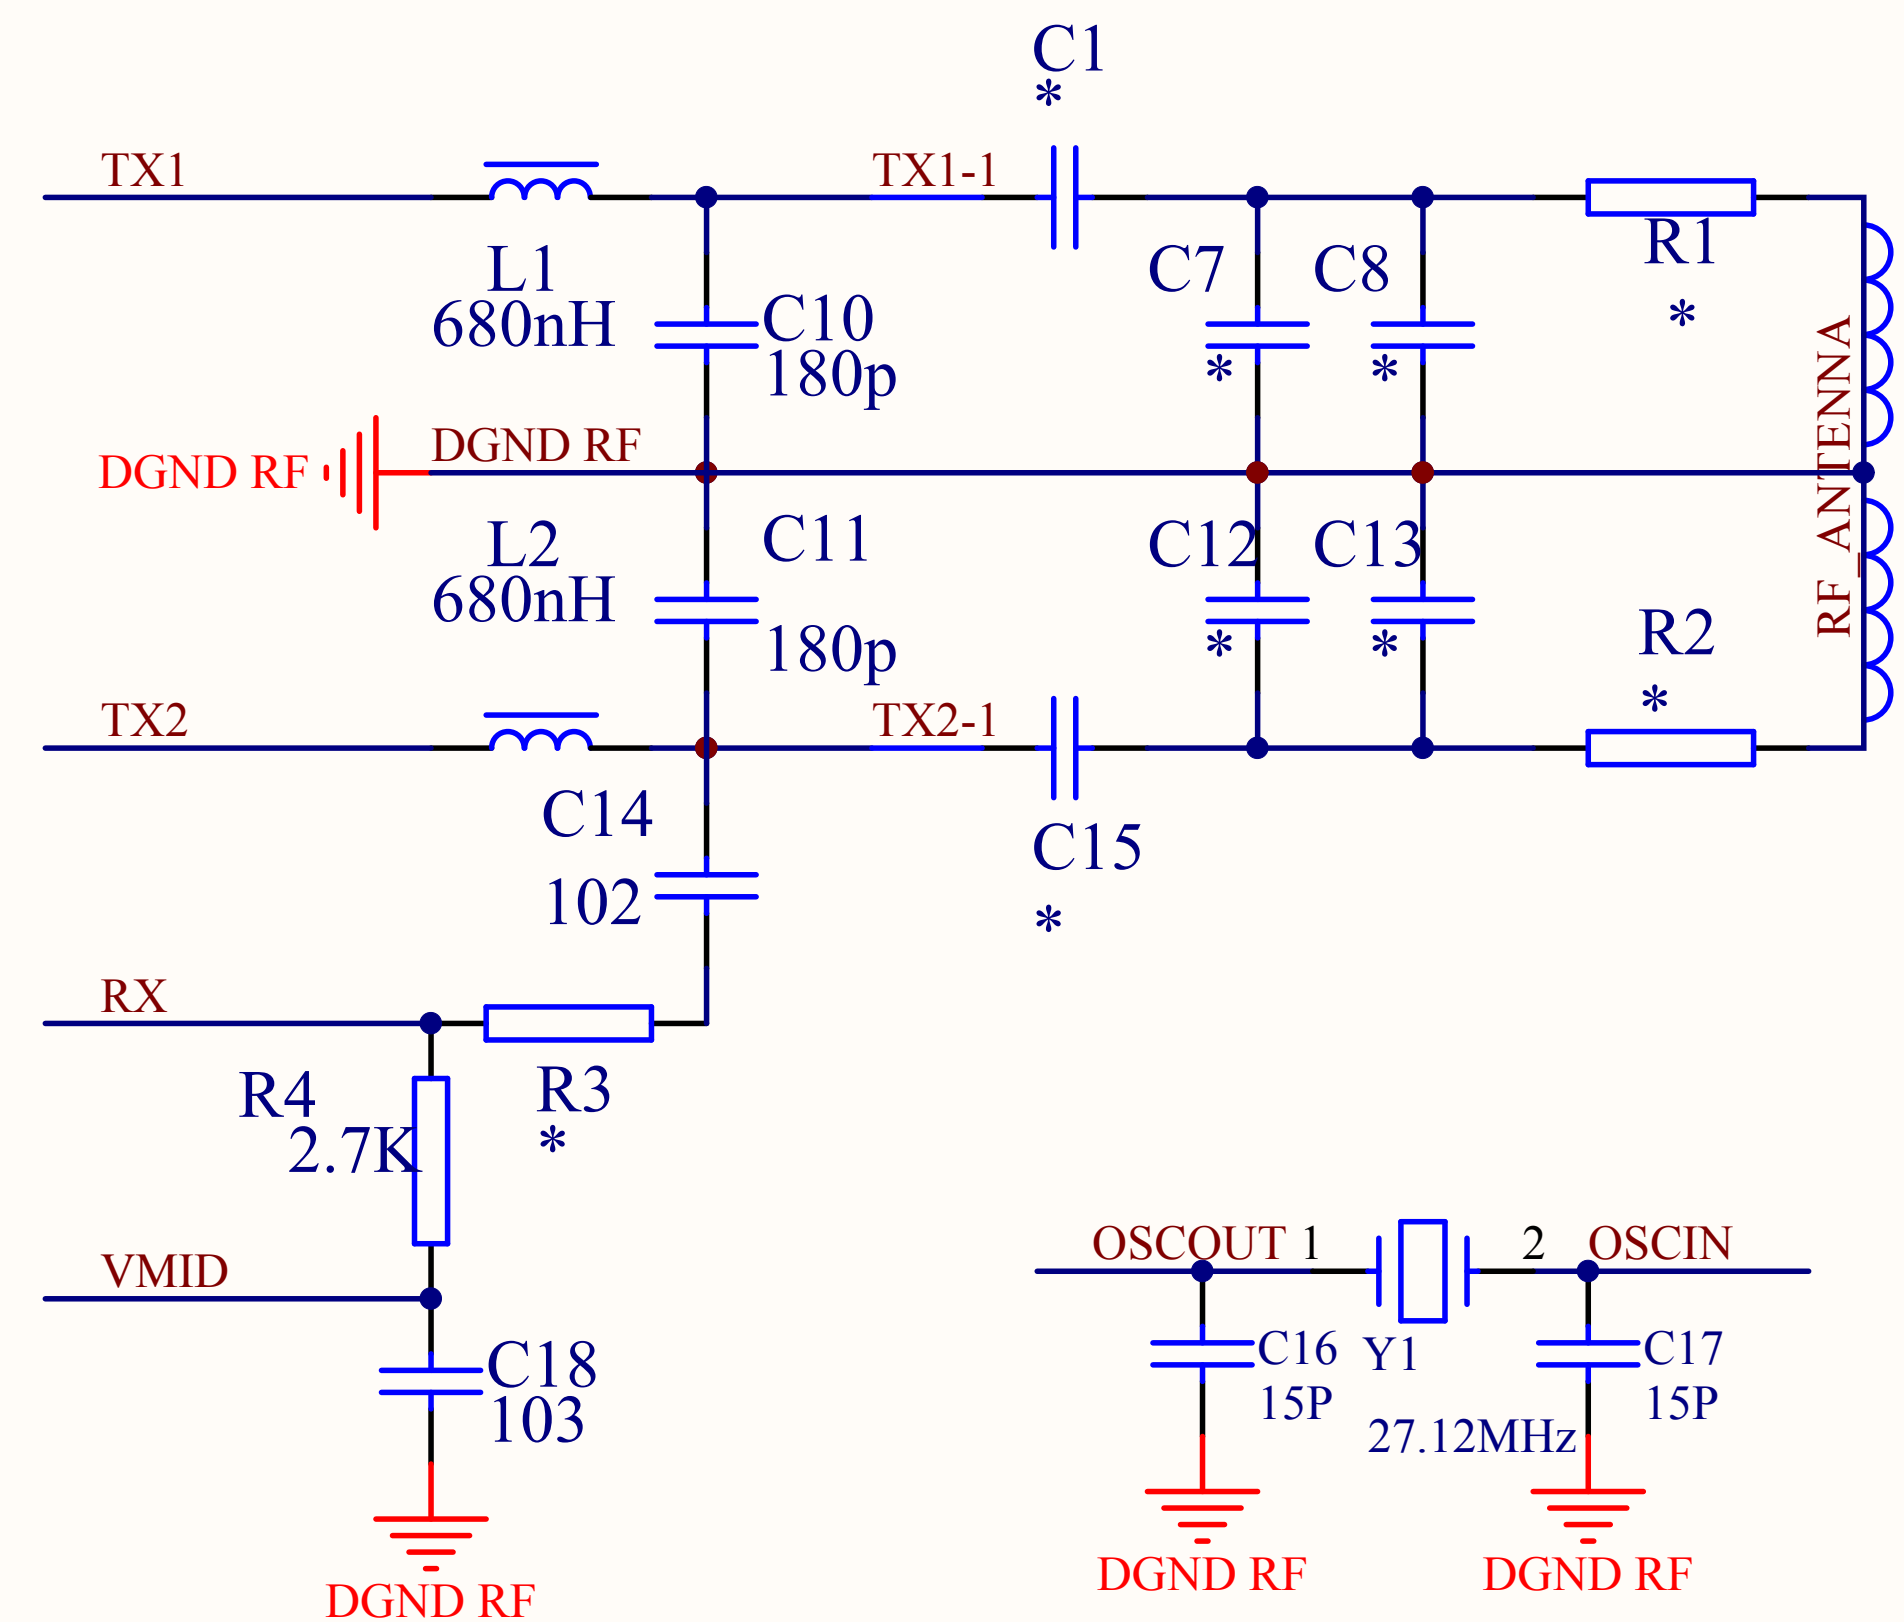 C1
*
TX1
TX1-1
L1
680nH
C10
180p
C7
*
C8
*
R1
*
DGND RF
DGND RF
RF_ANTENNA
L2
680nH
C11
180p
C12
*
C13
*
R2
*
TX2
TX2-1
C14
102
C15
*
RX
R4
2.7K
R3
*
VMID
C18
103
DGND RF
OSCOUT 1
2 OSCIN
C16
15P
Y1
27.12MHz
C17
15P
DGND RF
DGND RF